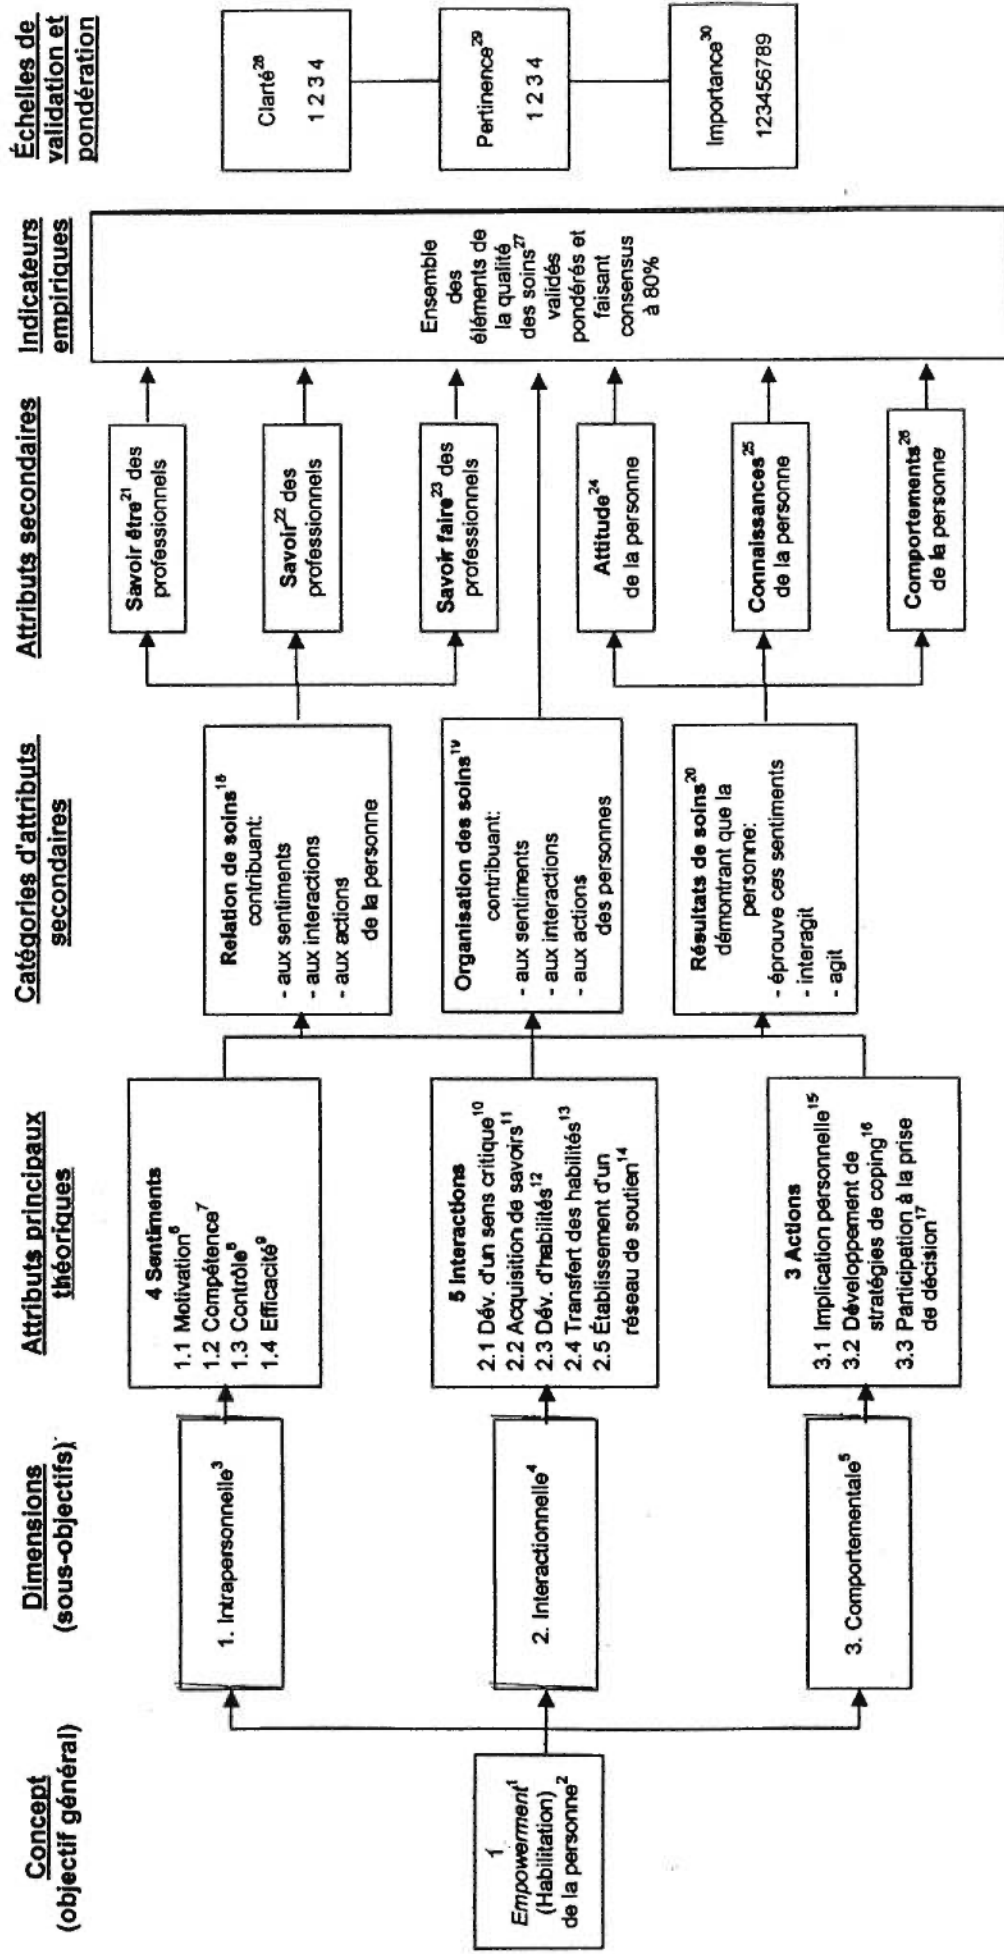 Concept
(objectif général)
1
Empowerment¹
(Habilitation)
de la personne²
Dimensions
(sous-objectifs)
1. Intrapersonnelle³
2. Interactionnelle⁴
3. Comportementale⁵
Attributs principaux
théoriques
4 Sentiments
1.1 Motivation⁶
1.2 Compétence⁷
1.3 Contrôle⁸
1.4 Efficacité⁹
5 Interactions
2.1 Dév. d'un sens critique¹⁰
2.2 Acquisition de savoirs¹¹
2.3 Dév. d'habilités¹²
2.4 Transfert des habilités¹³
2.5 Établissement d'un
réseau de soutien¹⁴
3 Actions
3.1 Implication personnelle¹⁵
3.2 Développement de
stratégies de coping¹⁶
3.3 Participation à la prise
de décision¹⁷
Catégories d'attributs
secondaires
Relation de soins¹⁸
contribuant:
- aux sentiments
- aux interactions
- aux actions
de la personne
Organisation des soins¹⁹
contribuant:
- aux sentiments
- aux interactions
- aux actions
des personnes
Résultats de soins²⁰
démontrant que la
personne:
- éprouve ces sentiments
- interagit
- agit
Attributs secondaires
Savoir être²¹ des
professionnels
Savoir²² des
professionnels
Savoir faire²³ des
professionnels
Attitude²⁴
de la personne
Connaissances²⁵
de la personne
Comportements²⁶
de la personne
Indicateurs
empiriques
Ensemble
des
éléments de
la qualité
des soins²⁷
validés
pondérés et
faisant
consensus
à 80%
Échelles de
validation et
pondération
Clarté²⁸
1 2 3 4
Pertinence²⁹
1 2 3 4
Importance³⁰
123456789